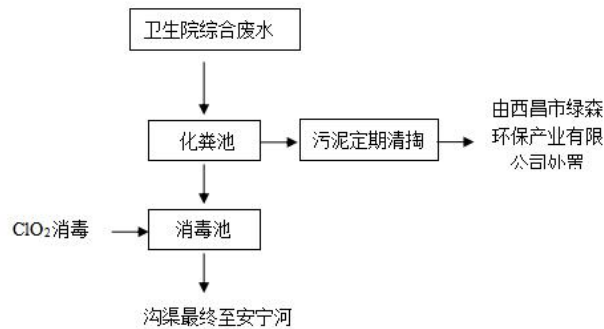 卫生院综合废水
化粪池
污泥定期清掏
由西昌市绿森
环保产业有限
公司处置
ClO₂消毒
消毒池
沟渠最终至安宁河